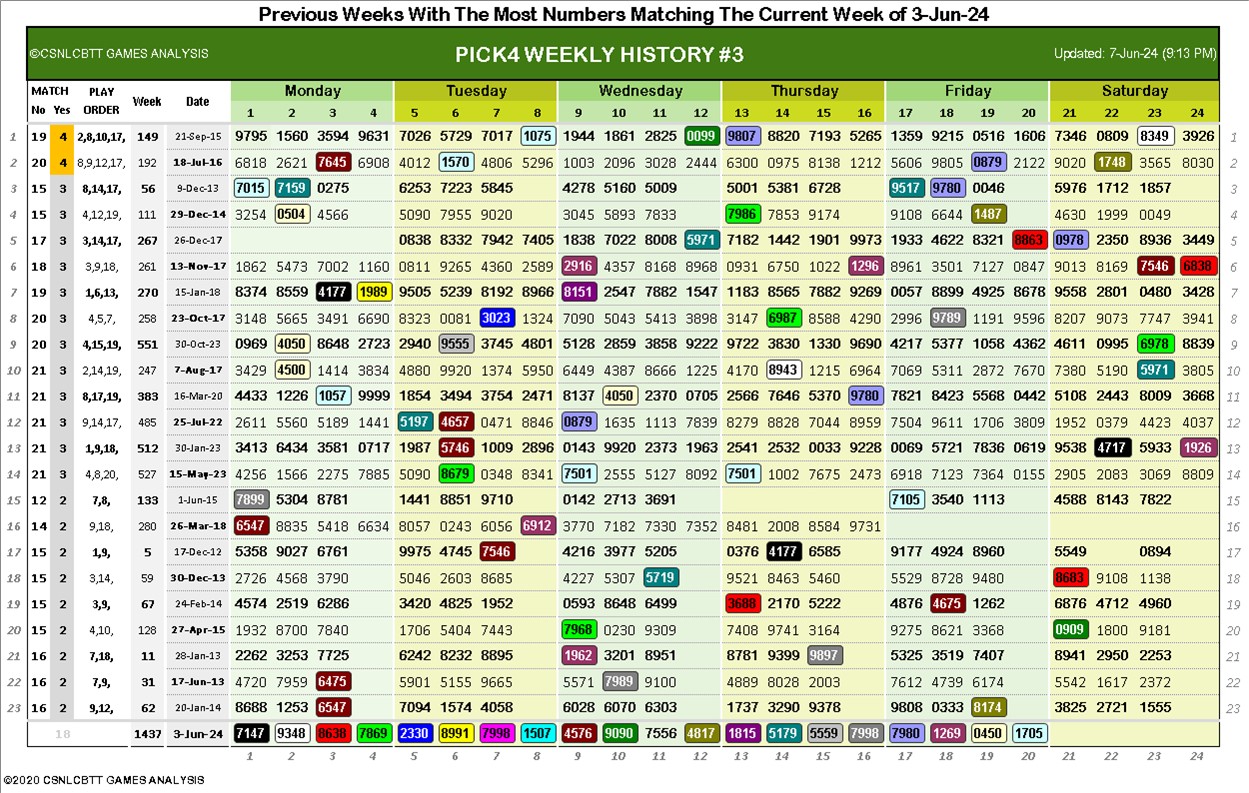 Previous Weeks With The Most Numbers Matching The Current Week of 3-Jun-24
©CSNLCBTT GAMES ANALYSIS PICK4 WEEKLY HISTORY #3 Updated: 7-Jun-24 (9:13 PM)
MATCH PLAY Week Date Monday Tuesday Wednesday Thursday Friday Saturday
No Yes ORDER 1 2 3 4 5 6 7 8 9 10 11 12 13 14 15 16 17 18 19 20 21 22 23 24
1 19 4 2,8,10,17, 149 21-Sep-15 9795 1560 3594 9631 7026 5729 7017 1075 1944 1861 2825 0099 9807 8820 7193 5265 1359 9215 0516 1606 7346 0809 8349 3926 1
2 20 4 8,9,12,17, 192 18-Jul-16 6818 2621 7645 6908 4012 1570 4806 5296 1003 2096 3028 2444 6300 0975 8138 1212 5606 9805 0879 2122 9020 1748 3565 8030 2
3 15 3 8,14,17, 56 9-Dec-13 7015 7159 0275 6253 7223 5845 4278 5160 5009 5001 5381 6728 9517 9780 0046 5976 1712 1857 3
4 15 3 4,12,19, 111 29-Dec-14 3254 0504 4566 5090 7955 9020 3045 5893 7833 7986 7853 9174 9108 6644 1487 4630 1999 0049 4
5 17 3 3,14,17, 267 26-Dec-17 0838 8332 7942 7405 1838 7022 8008 5971 7182 1442 1901 9973 1933 4622 8321 8863 0978 2350 8936 3449 5
6 18 3 3,9,18, 261 13-Nov-17 1862 5473 7002 1160 0811 9265 4360 2589 2916 4357 8168 8968 0931 6750 1022 1296 8961 3501 7127 0847 9013 8169 7546 6838 6
7 19 3 1,6,13, 270 15-Jan-18 8374 8559 4177 1989 9505 5239 8192 8966 8151 2547 7882 1547 1183 8565 7382 9269 0057 8899 4925 8678 9558 2801 0480 3428 7
8 20 3 4,5,7, 258 23-Oct-17 3148 5665 3491 6690 8323 0081 3023 1324 7090 5043 5413 3898 3147 6987 8588 4290 2996 9789 1191 9596 8207 9073 7747 3941 8
9 20 3 4,15,19, 551 30-Oct-23 0969 4050 8648 2723 2940 9555 3745 4801 5128 2859 3858 9222 9722 3830 1330 9690 4217 5377 1058 4362 4611 0995 6978 8839 9
10 21 3 2,14,19, 247 7-Aug-17 3429 4500 1414 3834 4880 9920 1374 5950 6449 4387 8666 1225 4170 8943 1215 6964 7069 5311 2872 7670 7380 5190 5971 3805 10
11 21 3 8,17,19, 383 16-Mar-20 4433 1226 1057 9999 1854 3494 3754 2471 8137 4050 2370 0705 2566 7646 5370 9780 7821 8423 5568 0442 5108 2443 8009 3668 11
12 21 3 9,14,17, 485 25-Jul-22 2611 5560 5189 1441 5197 4657 0471 8846 0879 1635 1113 7839 8279 8828 7044 8959 7504 9611 1706 3809 1952 0379 4423 4037 12
13 21 3 1,9,18, 512 30-Jan-23 3413 6434 3581 0717 1987 5746 1009 2896 0143 9920 2373 1963 2541 2532 0033 9228 0069 5721 7836 0619 9538 4717 5933 1926 13
14 21 3 4,8,20, 527 15-May-23 4256 1566 2275 7885 5090 8679 0348 8341 7501 2555 5127 8092 7501 1002 7675 2473 6918 7123 7364 0155 2905 2083 3069 8809 14
15 12 2 7,8, 133 1-Jun-15 7899 5304 8781 1441 8851 9710 0142 2713 3691 7105 3540 1113 4588 8143 7822 15
16 14 2 9,18, 280 26-Mar-18 6547 8835 5418 6634 8057 0243 6056 6912 3770 7182 7330 7352 8481 2008 8584 9731 16
17 15 2 1,9, 5 17-Dec-12 5358 9027 6761 9975 4745 7546 4216 3977 5205 0376 4177 6585 9177 4924 8960 5549 0894 17
18 15 2 3,14, 59 30-Dec-13 2726 4568 3790 5046 2603 8685 4227 5307 5719 9521 8463 5460 5529 8728 9480 8683 9108 1138 18
19 15 2 3,9, 67 24-Feb-14 4574 2519 6286 3420 4825 1952 0593 8648 6499 3688 2170 5222 4876 4675 1262 6876 4712 4960 19
20 15 2 4,10, 128 27-Apr-15 1932 8700 7840 1706 5404 7443 7968 0230 9309 7408 9741 3164 9275 8621 3368 0909 1800 9181 20
21 16 2 7,18, 11 28-Jan-13 2262 3253 7725 6242 8232 8895 1962 3201 8951 8781 9399 9897 5325 3519 7407 8941 2950 2253 21
22 16 2 7,9, 31 17-Jun-13 4720 7959 6475 5901 5155 9665 5571 7989 9100 4889 8028 2003 7612 4739 6174 5542 1617 2372 22
23 16 2 9,12, 62 20-Jan-14 8688 1253 6547 7094 1574 4058 6028 6070 6303 1737 3290 9378 9808 0333 8174 3825 2721 1555 23
18 1437 3-Jun-24 7147 9348 8638 7869 2330 8991 7998 1507 4576 9090 7556 4817 1815 5179 5559 7998 7980 1269 0450 1705
1 2 3 4 5 6 7 8 9 10 11 12 13 14 15 16 17 18 19 20 21 22 23 24
©2020 CSNLCBTT GAMES ANALYSIS